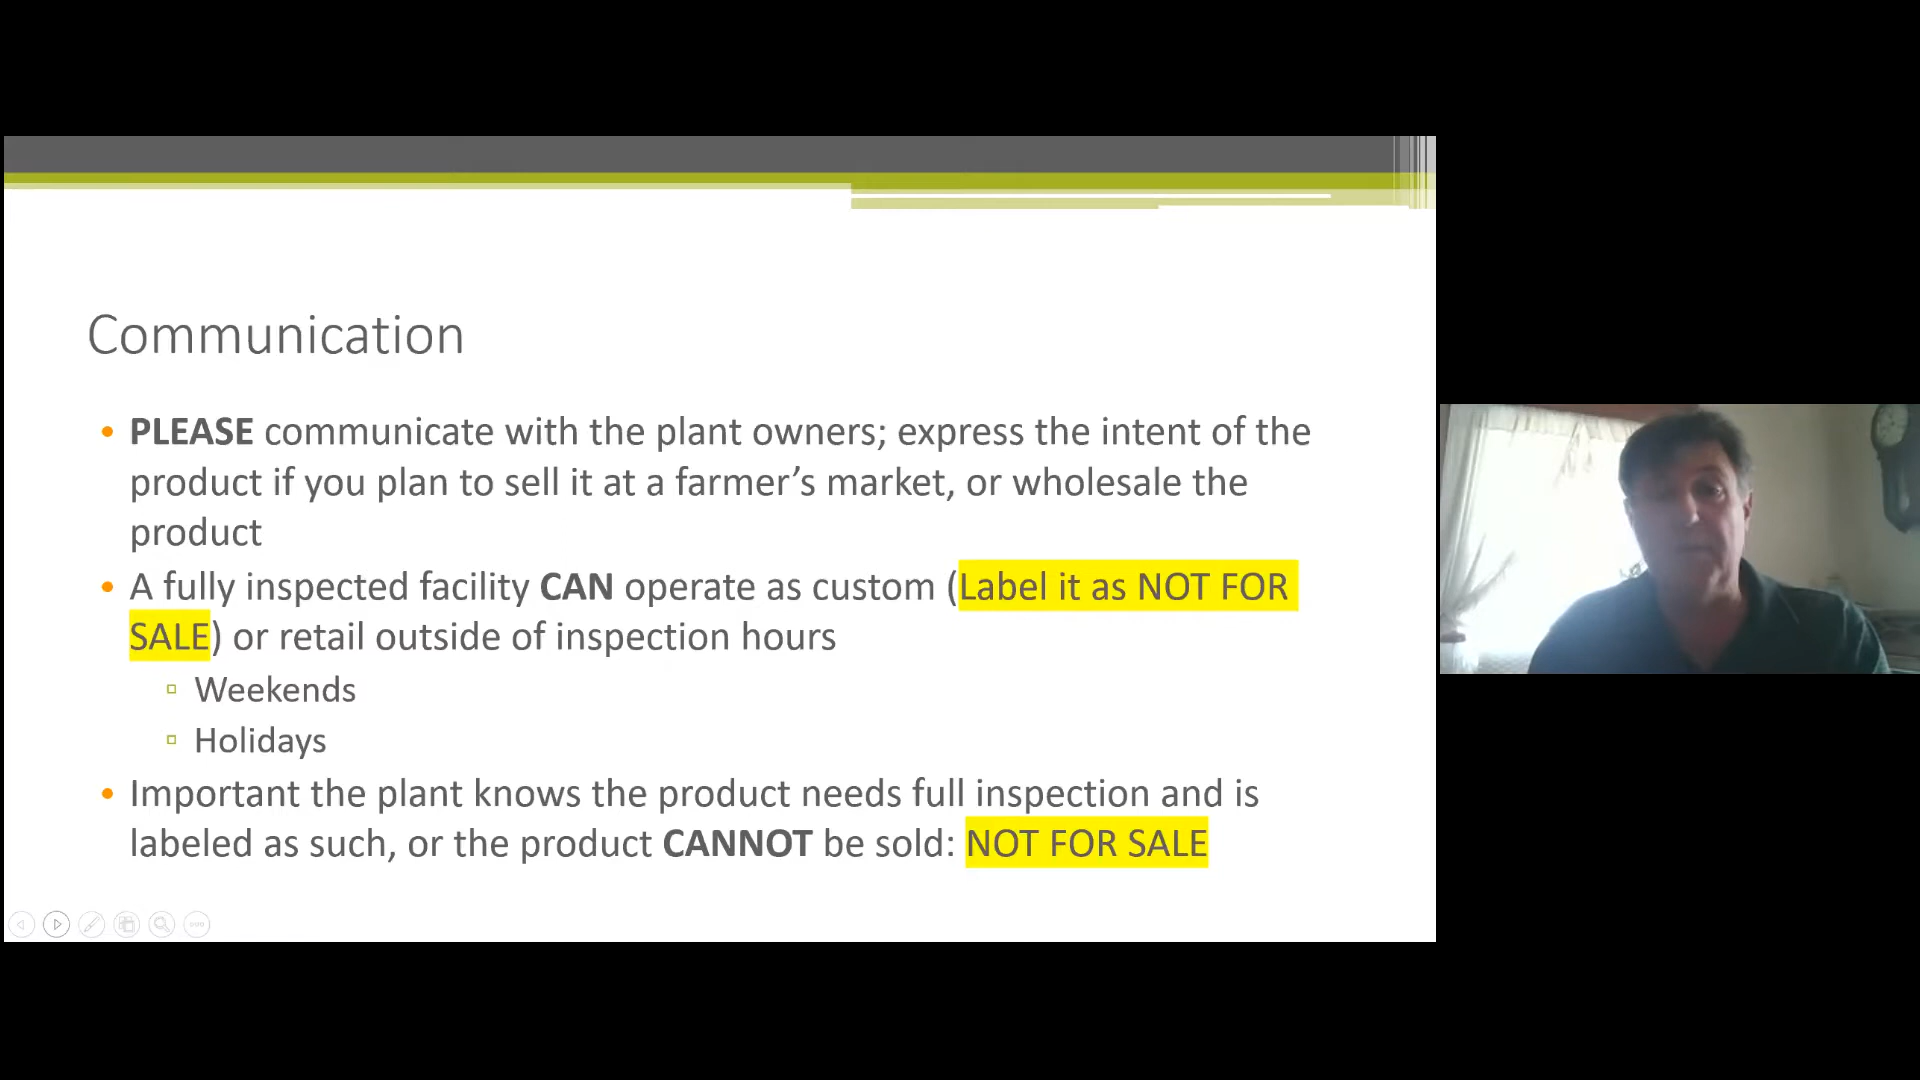 Communication
• PLEASE communicate with the plant owners; express the intent of the
product if you plan to sell it at a farmer’s market, or wholesale the
product
• A fully inspected facility CAN operate as custom (Label it as NOT FOR
SALE) or retail outside of inspection hours
▫ Weekends
▫ Holidays
• Important the plant knows the product needs full inspection and is
labeled as such, or the product CANNOT be sold: NOT FOR SALE